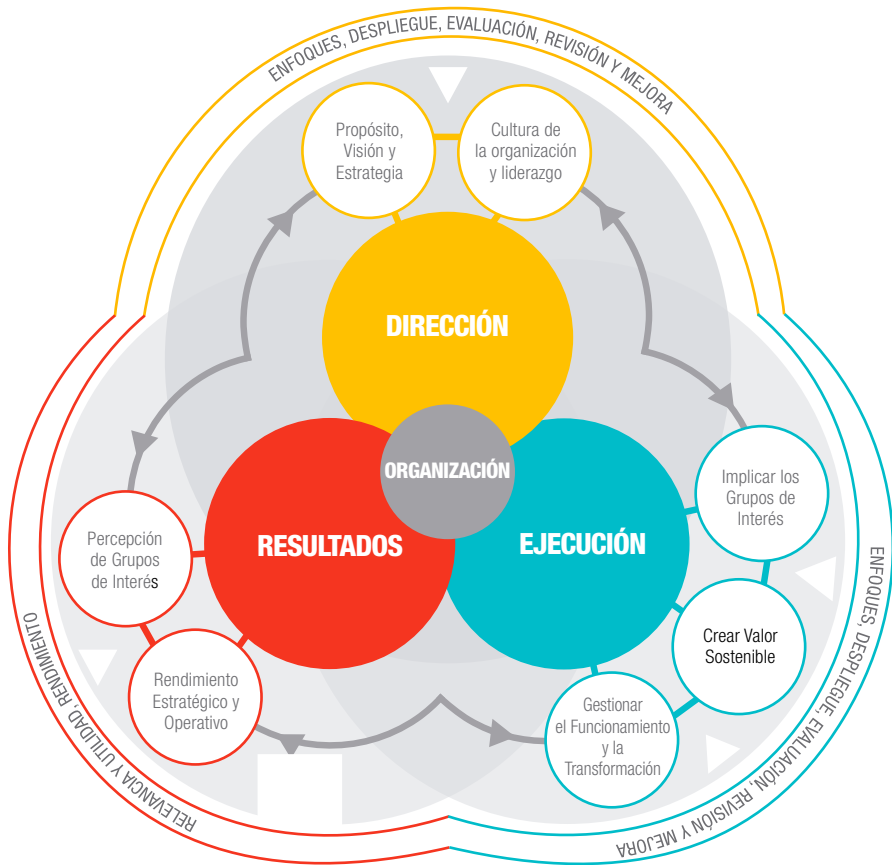 ENFOQUES, DESPLIEGUE, EVALUACIÓN, REVISIÓN Y MEJORA
Propósito,
Visión y
Estrategia
Cultura de
la organización
y liderazgo
DIRECCIÓN
ORGANIZACIÓN
RESULTADOS
EJECUCIÓN
Implicar los
Grupos de
Interés
Crear Valor
Sostenible
Gestionar
el Funcionamiento
y la
Transformación
Percepción
de Grupos
de Interés
Rendimiento
Estratégico y
Operativo
ENFOQUES, DESPLIEGUE, EVALUACIÓN, REVISIÓN Y MEJORA
RELEVANCIA Y UTILIDAD, RENDIMIENTO